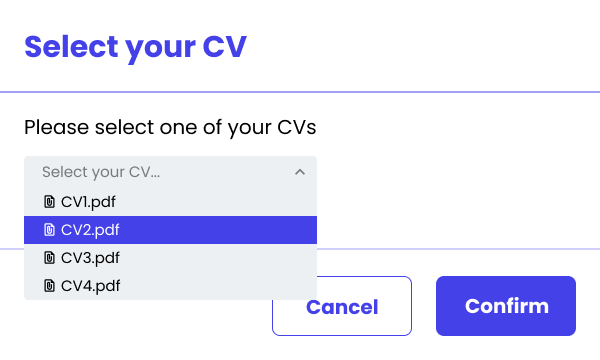 Select your CV
Please select one of your CVs
Select your CV...
CV1.pdf
CV2.pdf
CV3.pdf
CV4.pdf
Cancel
Confirm